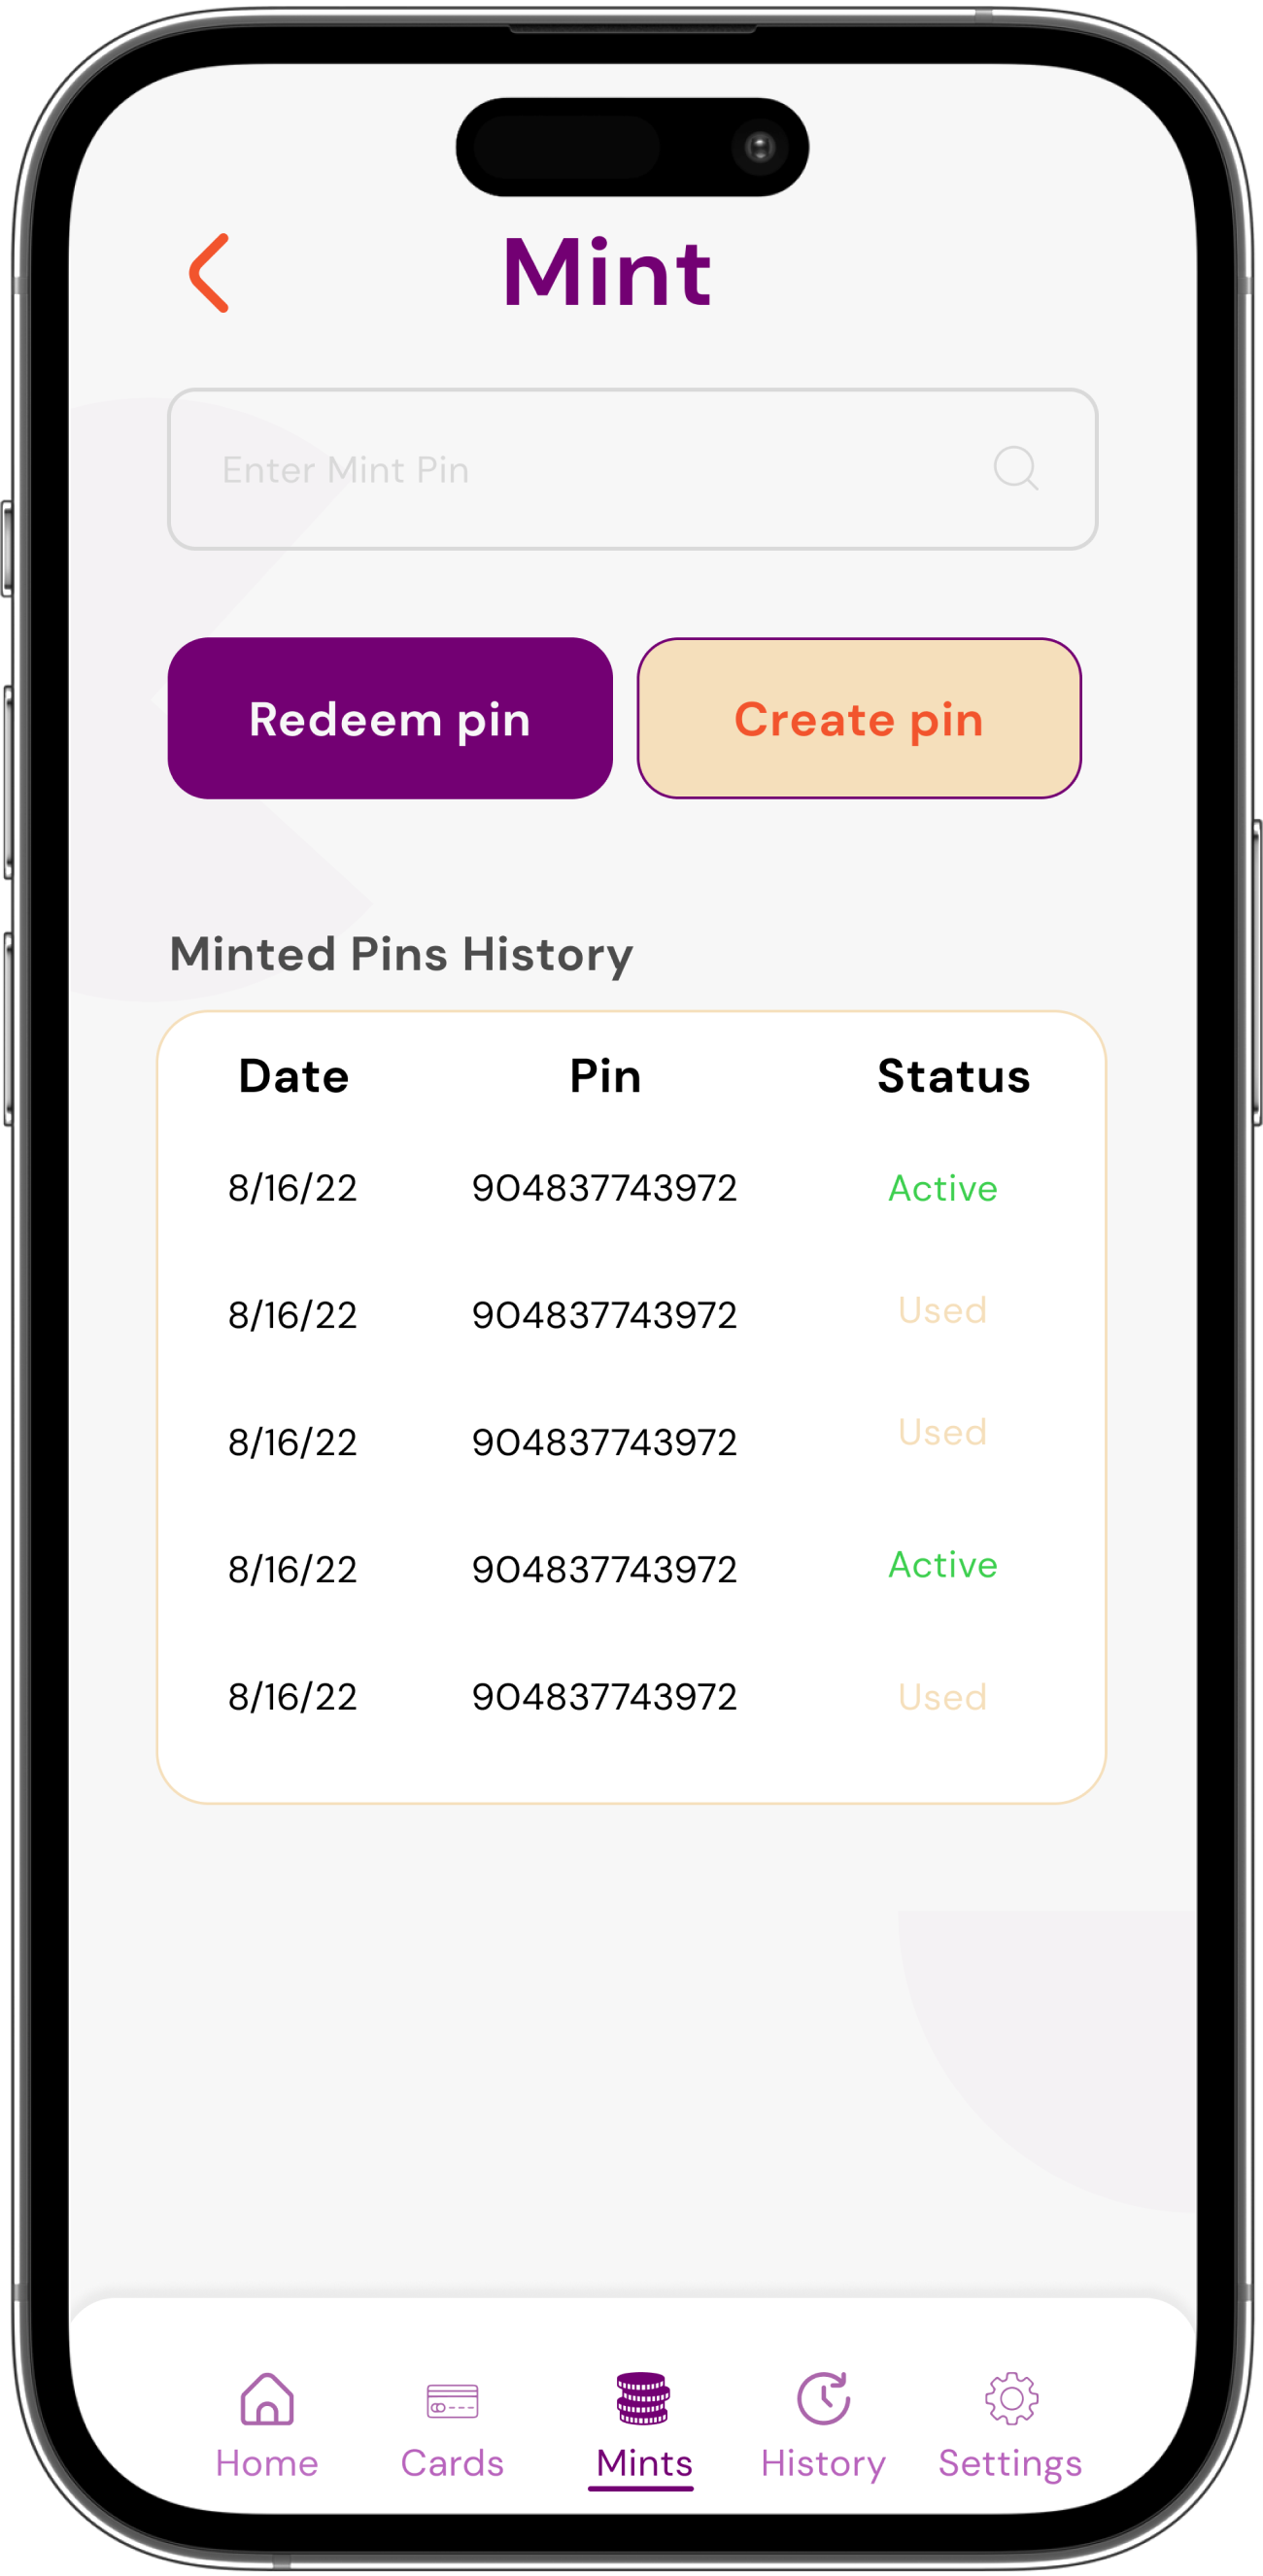 Mint
Enter Mint Pin
Redeem pin Create pin
Minted Pins History
Date Pin Status
8/16/22 904837743972 Active
8/16/22 904837743972 Used
8/16/22 904837743972 Used
8/16/22 904837743972 Active
8/16/22 904837743972 Used
Home Cards Mints History Settings